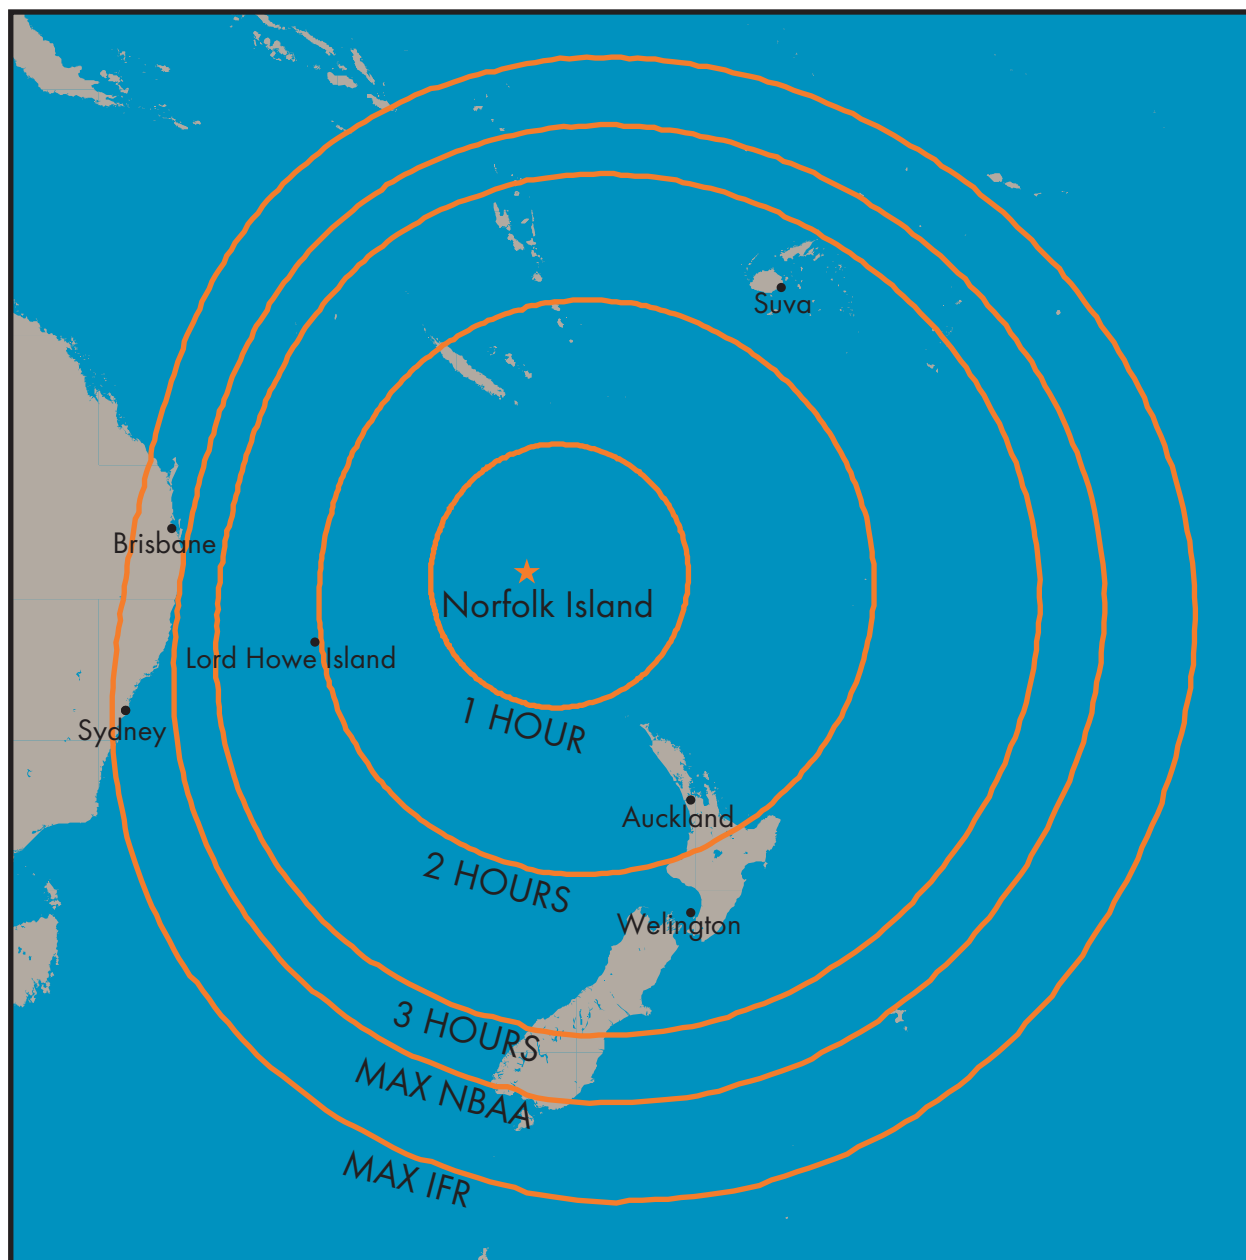 Suva
Brisbane
Norfolk Island
Lord Howe Island
Sydney
1 HOUR
Auckland
2 HOURS
Welington
3 HOURS
MAX NBAA
MAX IFR